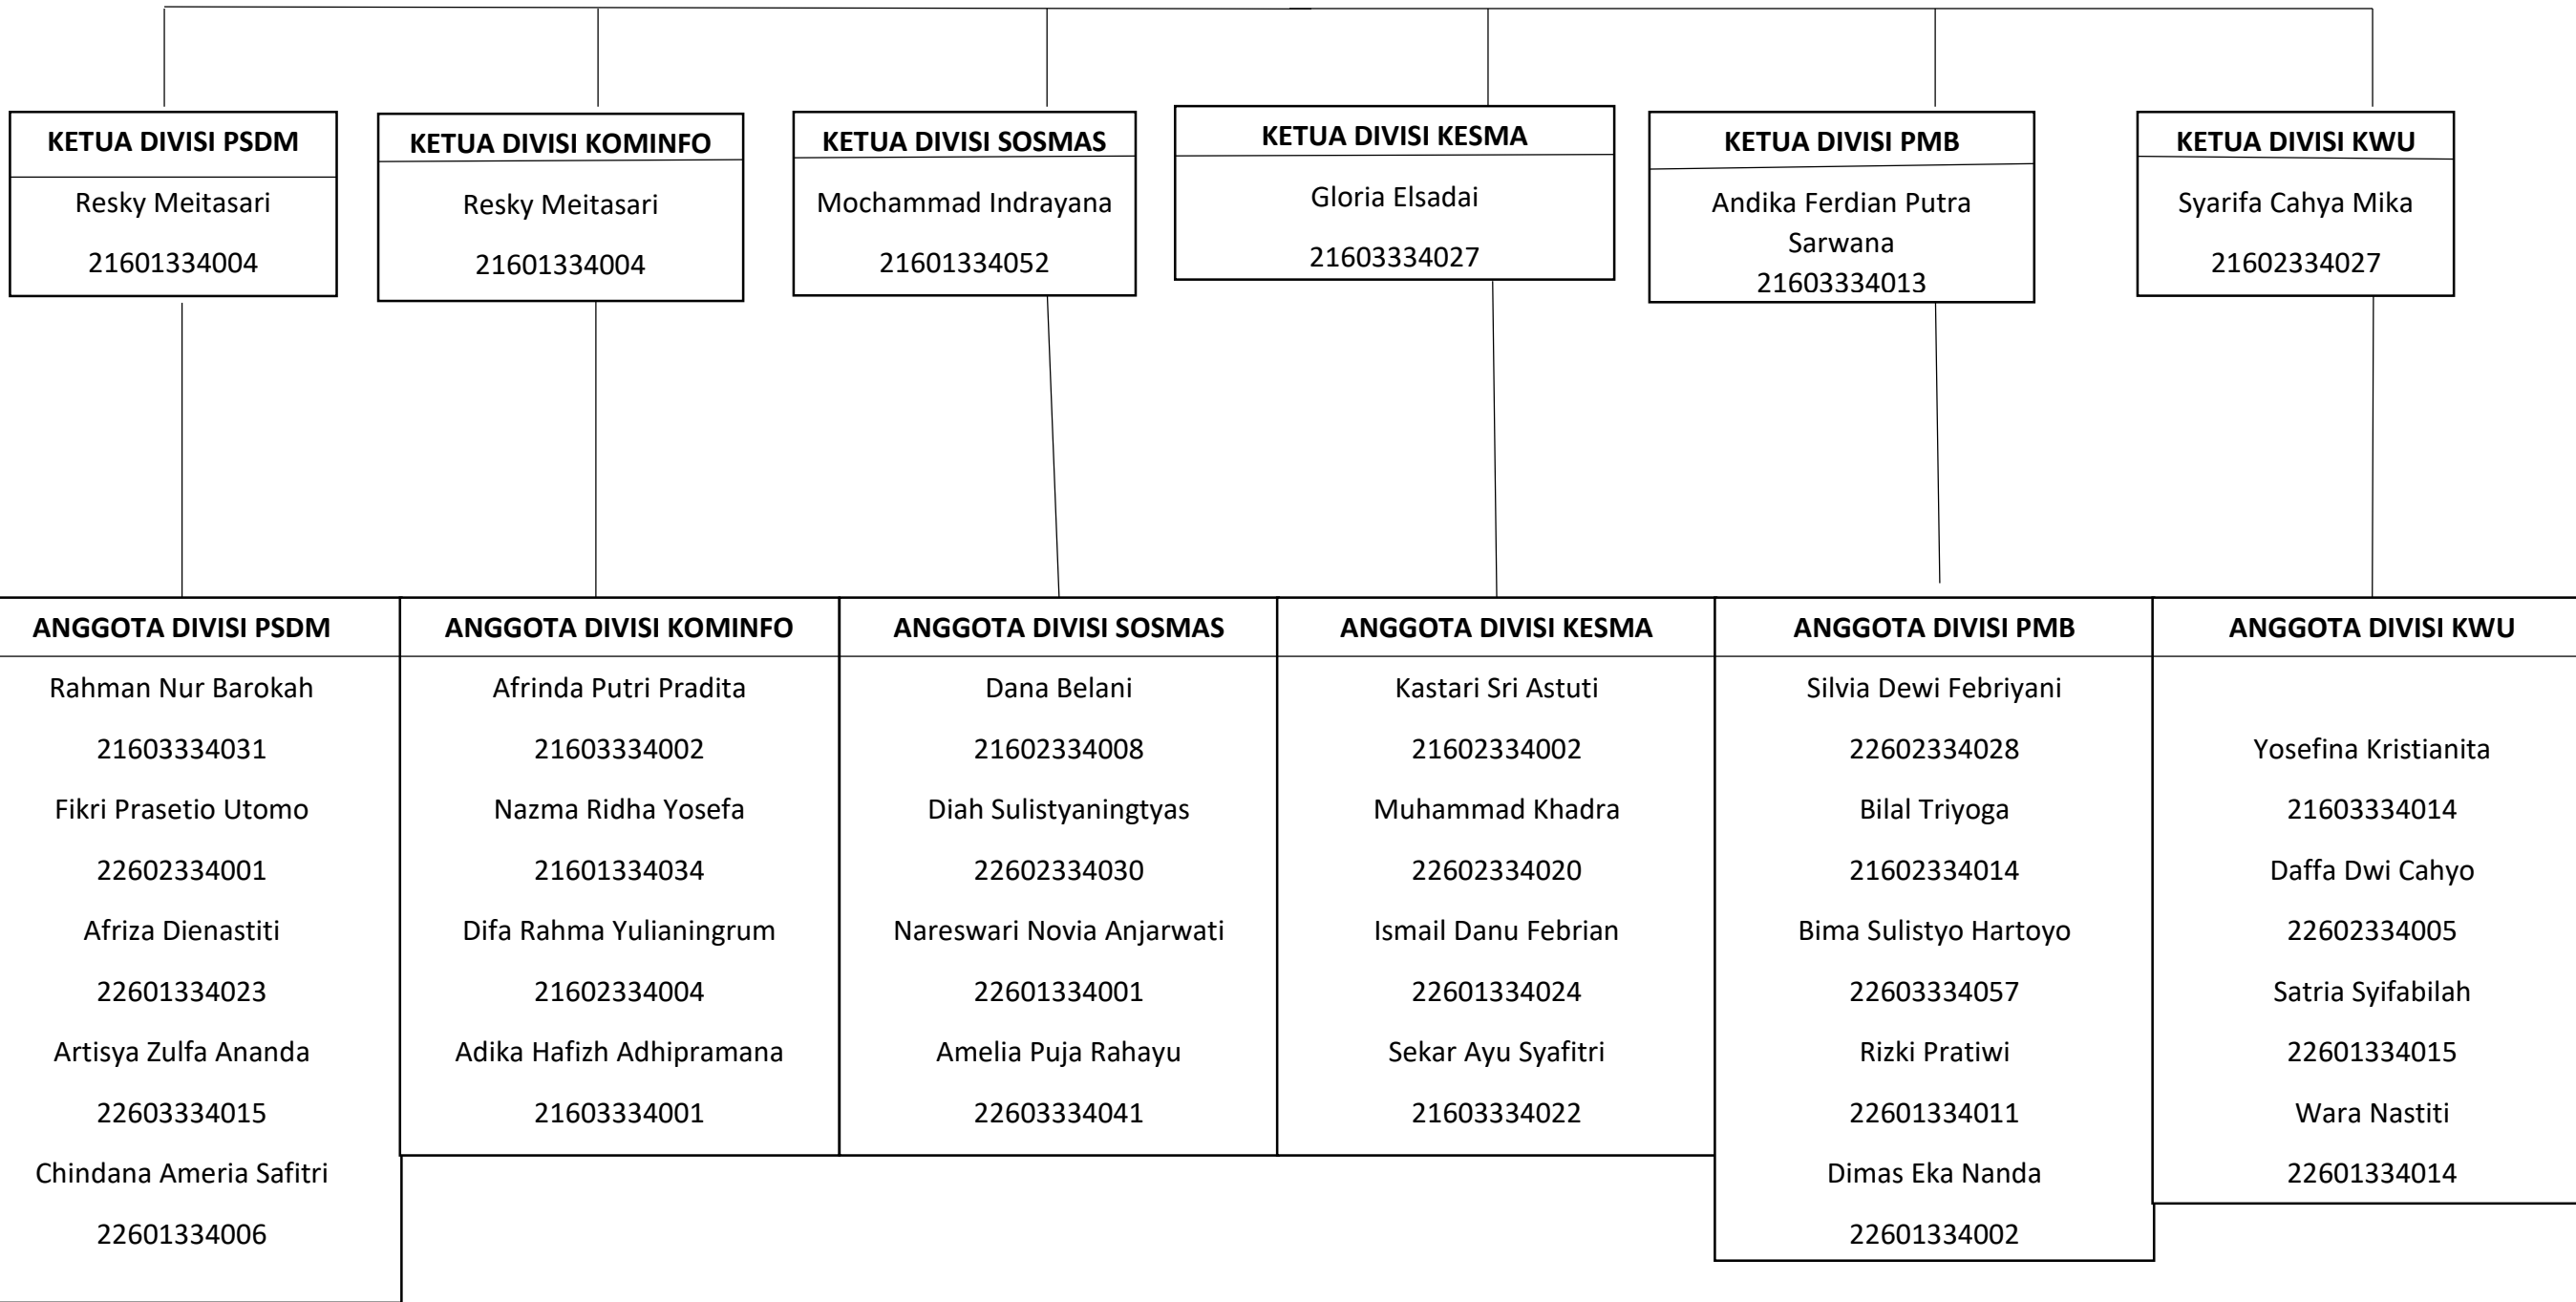 KETUA DIVISI PSDM
Resky Meitasari
21601334004
KETUA DIVISI KOMINFO
Resky Meitasari
21601334004
KETUA DIVISI SOSMAS
Mochammad Indrayana
21601334052
KETUA DIVISI KESMA
Gloria Elsadai
21603334027
KETUA DIVISI PMB
Andika Ferdian Putra
Sarwana
21603334013
KETUA DIVISI KWU
Syarifa Cahya Mika
21602334027
ANGGOTA DIVISI PSDM
Rahman Nur Barokah
21603334031
Fikri Prasetio Utomo
22602334001
Afriza Dienastiti
22601334023
Artisya Zulfa Ananda
22603334015
Chindana Ameria Safitri
22601334006
ANGGOTA DIVISI KOMINFO
Afrinda Putri Pradita
21603334002
Nazma Ridha Yosefa
21601334034
Difa Rahma Yulianingrum
21602334004
Adika Hafizh Adhipramana
21603334001
ANGGOTA DIVISI SOSMAS
Dana Belani
21602334008
Diah Sulistyaningtyas
22602334030
Nareswari Novia Anjarwati
22601334001
Amelia Puja Rahayu
22603334041
ANGGOTA DIVISI KESMA
Kastari Sri Astuti
21602334002
Muhammad Khadra
22602334020
Ismail Danu Febrian
22601334024
Sekar Ayu Syafitri
21603334022
ANGGOTA DIVISI PMB
Silvia Dewi Febriyani
22602334028
Bilal Triyoga
21602334014
Bima Sulistyo Hartoyo
22603334057
Rizki Pratiwi
22601334011
Dimas Eka Nanda
22601334002
ANGGOTA DIVISI KWU
Yosefina Kristianita
21603334014
Daffa Dwi Cahyo
22602334005
Satria Syifabilah
22601334015
Wara Nastiti
22601334014